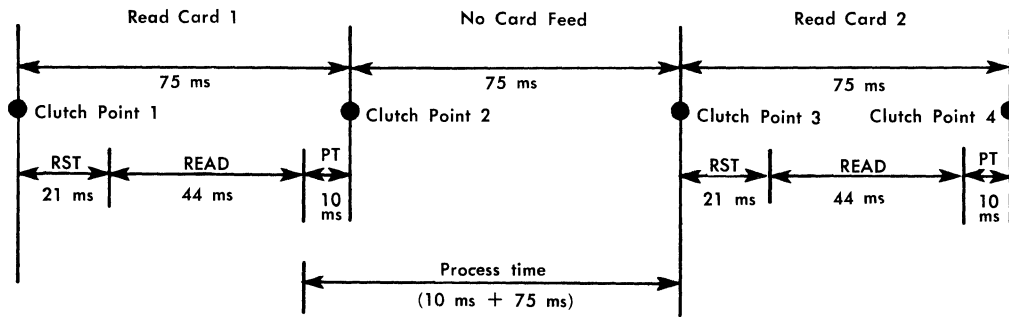 Read Card 1 No Card Feed Read Card 2
75 ms 75 ms 75 ms
Clutch Point 1 Clutch Point 2 Clutch Point 3 Clutch Point 4
RST READ PT RST READ PT
21 ms 44 ms 10 ms 21 ms 44 ms 10 ms
Process time
(10 ms + 75 ms)